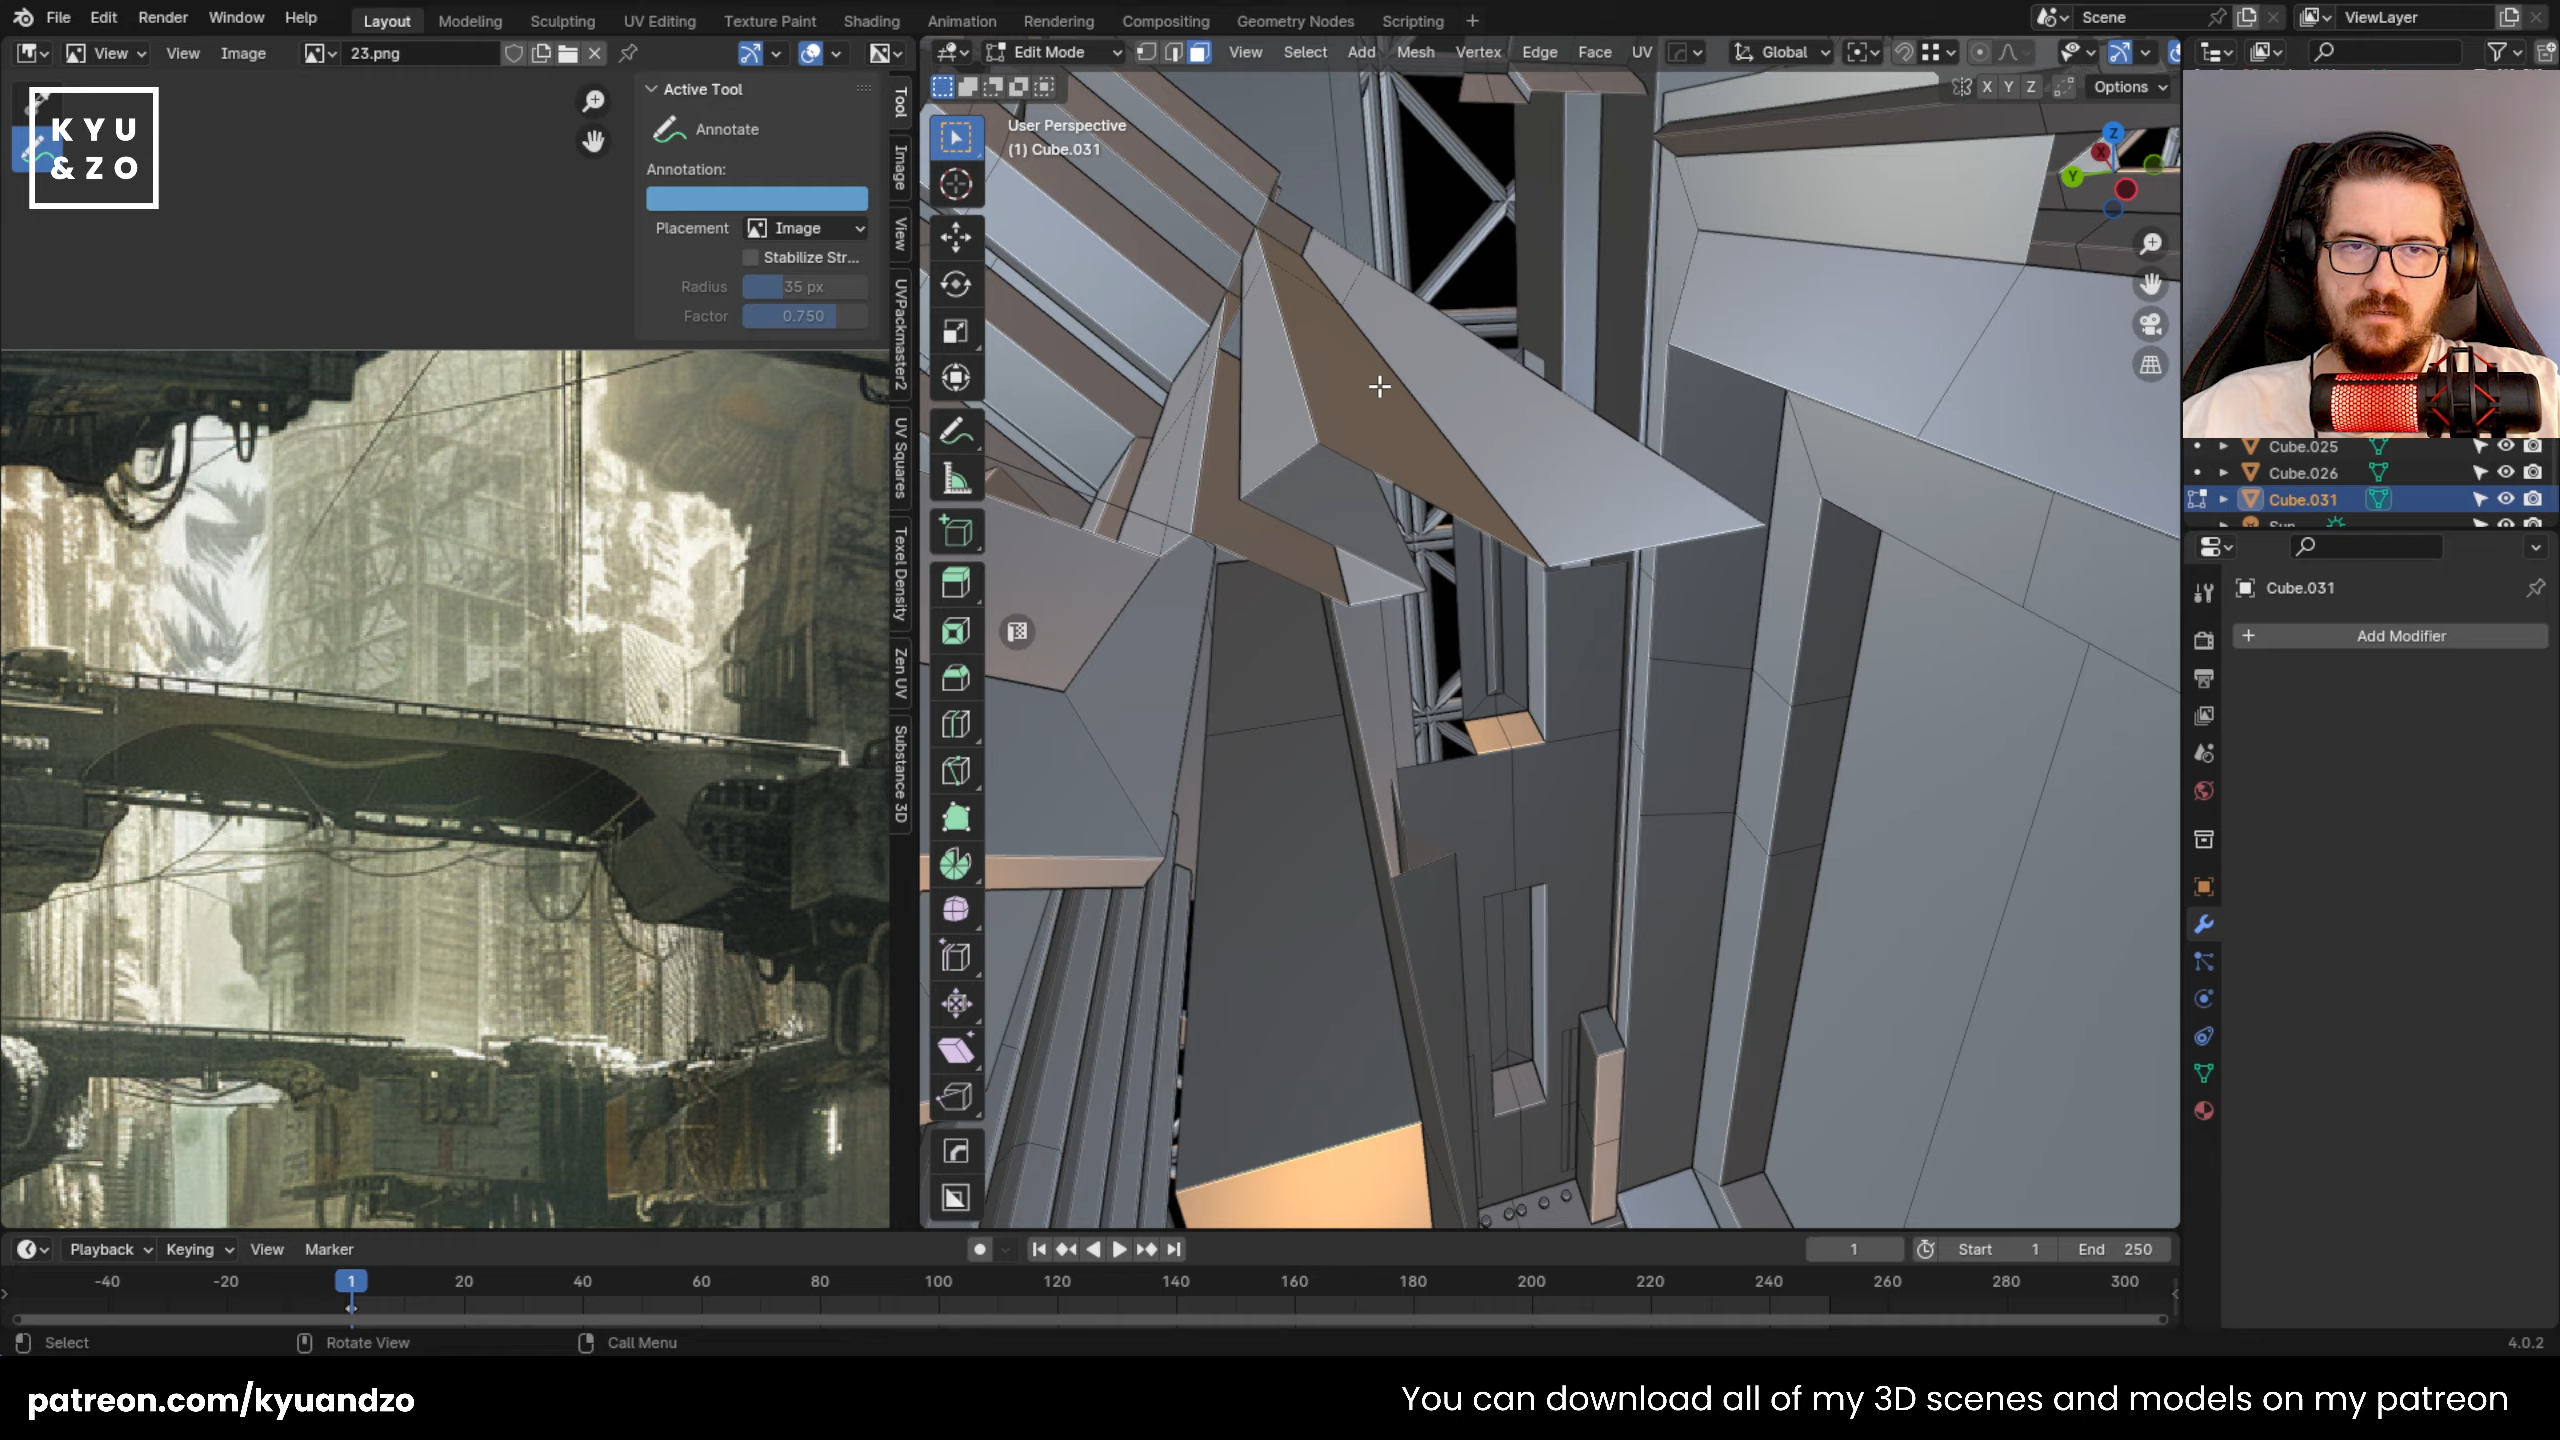 File Edit Render Window Help Layout Modeling Sculpting UV Editing Texture Paint Shading Animation Rendering Compositing Geometry Nodes Scripting + Scene ViewLayer
View View Image 23.png Edit Mode View Select Add Mesh Vertex Edge Face UV Global
X Y Z Options
KYU
&ZO
Active Tool
Annotate
Annotation:
Placement Image
Stabilize Str...
Radius 35 px
Factor 0.750
Tool
Image
View
UVPackmaster2
UV Squares
Texel Density
Zen UV
Substance 3D
User Perspective
(1) Cube.031
Z
X
Y
Cube.025
Cube.026
Cube.031
Sun
Cube.031
+ Add Modifier
Playback Keying View Marker 1 Start 1 End 250
-40 -20 1 20 40 60 80 100 120 140 160 180 200 220 240 260 280 300
Select Rotate View Call Menu 4.0.2
patreon.com/kyuandzo You can download all of my 3D scenes and models on my patreon